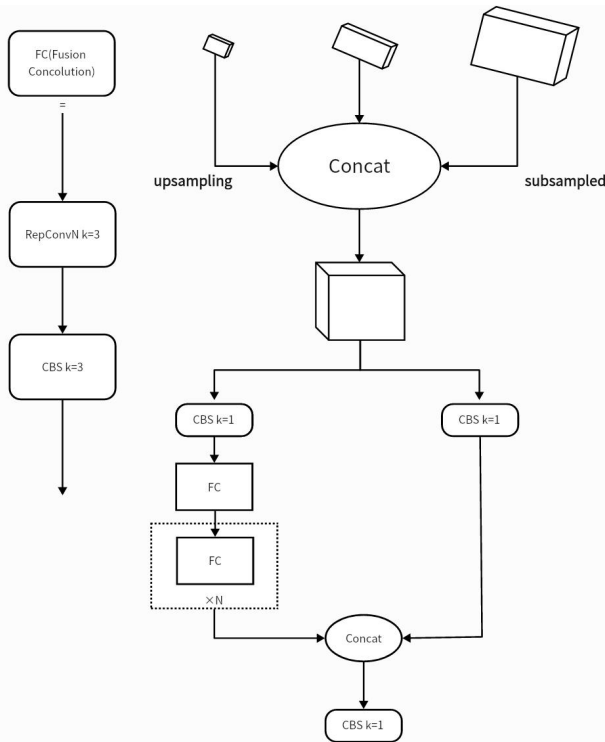 FC(Fusion
Concolution)
=
RepConvN k=3
CBS k=3
Concat
upsampling
subsampled
CBS k=1
CBS k=1
FC
FC
×N
Concat
CBS k=1